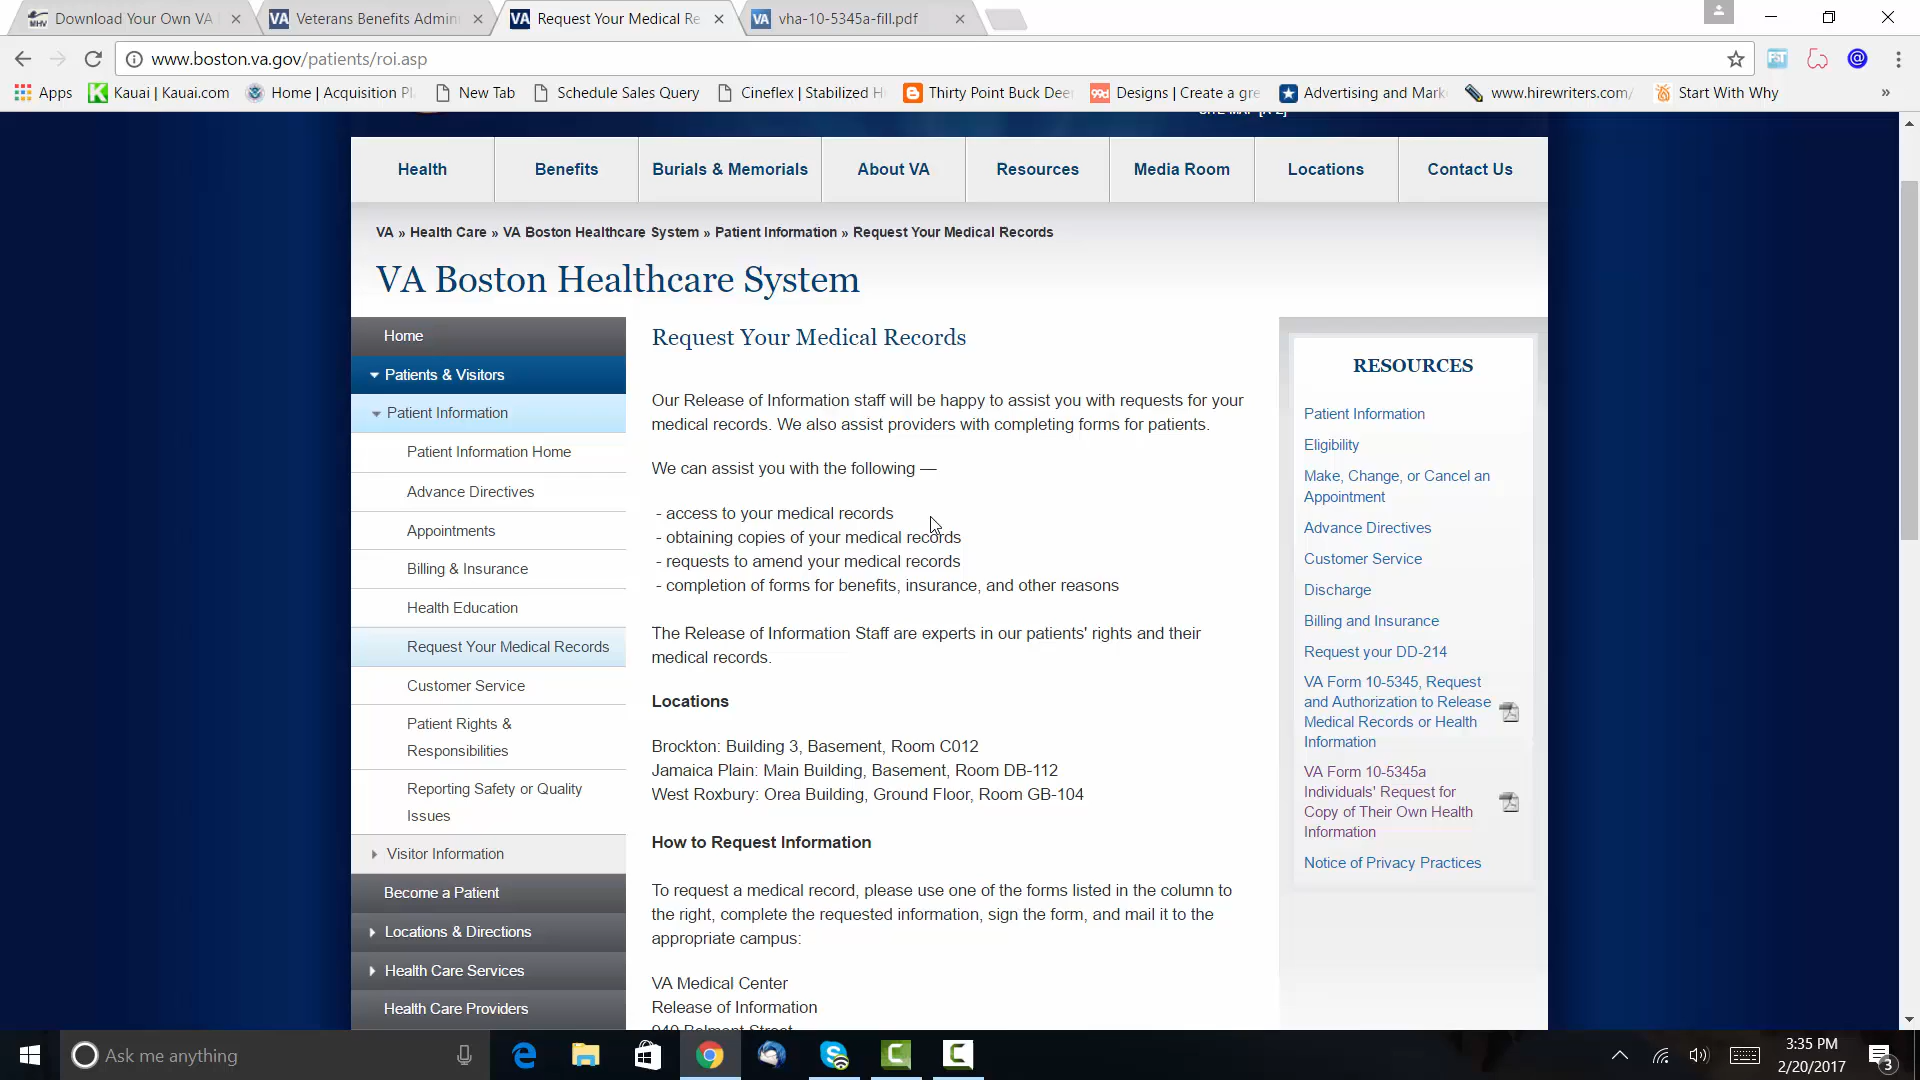 Download Your Own VA
Veterans Benefits Admin
Request Your Medical Re
vha-10-5345a-fill.pdf
www.boston.va.gov/patients/roi.asp
Apps
Kauai | Kauai.com
Home | Acquisition Pl
New Tab
Schedule Sales Query
Cineflex | Stabilized H
Thirty Point Buck Deer
Designs | Create a gre
Advertising and Mark
www.hirewriters.com/
Start With Why
»
Health
Benefits
Burials & Memorials
About VA
Resources
Media Room
Locations
Contact Us
VA » Health Care » VA Boston Healthcare System » Patient Information » Request Your Medical Records
VA Boston Healthcare System
Home
Patients & Visitors
Patient Information
Patient Information Home
Advance Directives
Appointments
Billing & Insurance
Health Education
Request Your Medical Records
Customer Service
Patient Rights &
Responsibilities
Reporting Safety or Quality
Issues
Visitor Information
Become a Patient
Locations & Directions
Health Care Services
Health Care Providers
Request Your Medical Records
Our Release of Information staff will be happy to assist you with requests for your
medical records. We also assist providers with completing forms for patients.
We can assist you with the following —
- access to your medical records
- obtaining copies of your medical records
- requests to amend your medical records
- completion of forms for benefits, insurance, and other reasons
The Release of Information Staff are experts in our patients' rights and their
medical records.
Locations
Brockton: Building 3, Basement, Room C012
Jamaica Plain: Main Building, Basement, Room DB-112
West Roxbury: Orea Building, Ground Floor, Room GB-104
How to Request Information
To request a medical record, please use one of the forms listed in the column to
the right, complete the requested information, sign the form, and mail it to the
appropriate campus:
VA Medical Center
Release of Information
940 Belmont Street
RESOURCES
Patient Information
Eligibility
Make, Change, or Cancel an
Appointment
Advance Directives
Customer Service
Discharge
Billing and Insurance
Request your DD-214
VA Form 10-5345, Request
and Authorization to Release
Medical Records or Health
Information
VA Form 10-5345a
Individuals' Request for
Copy of Their Own Health
Information
Notice of Privacy Practices
Ask me anything
3:35 PM
2/20/2017
3